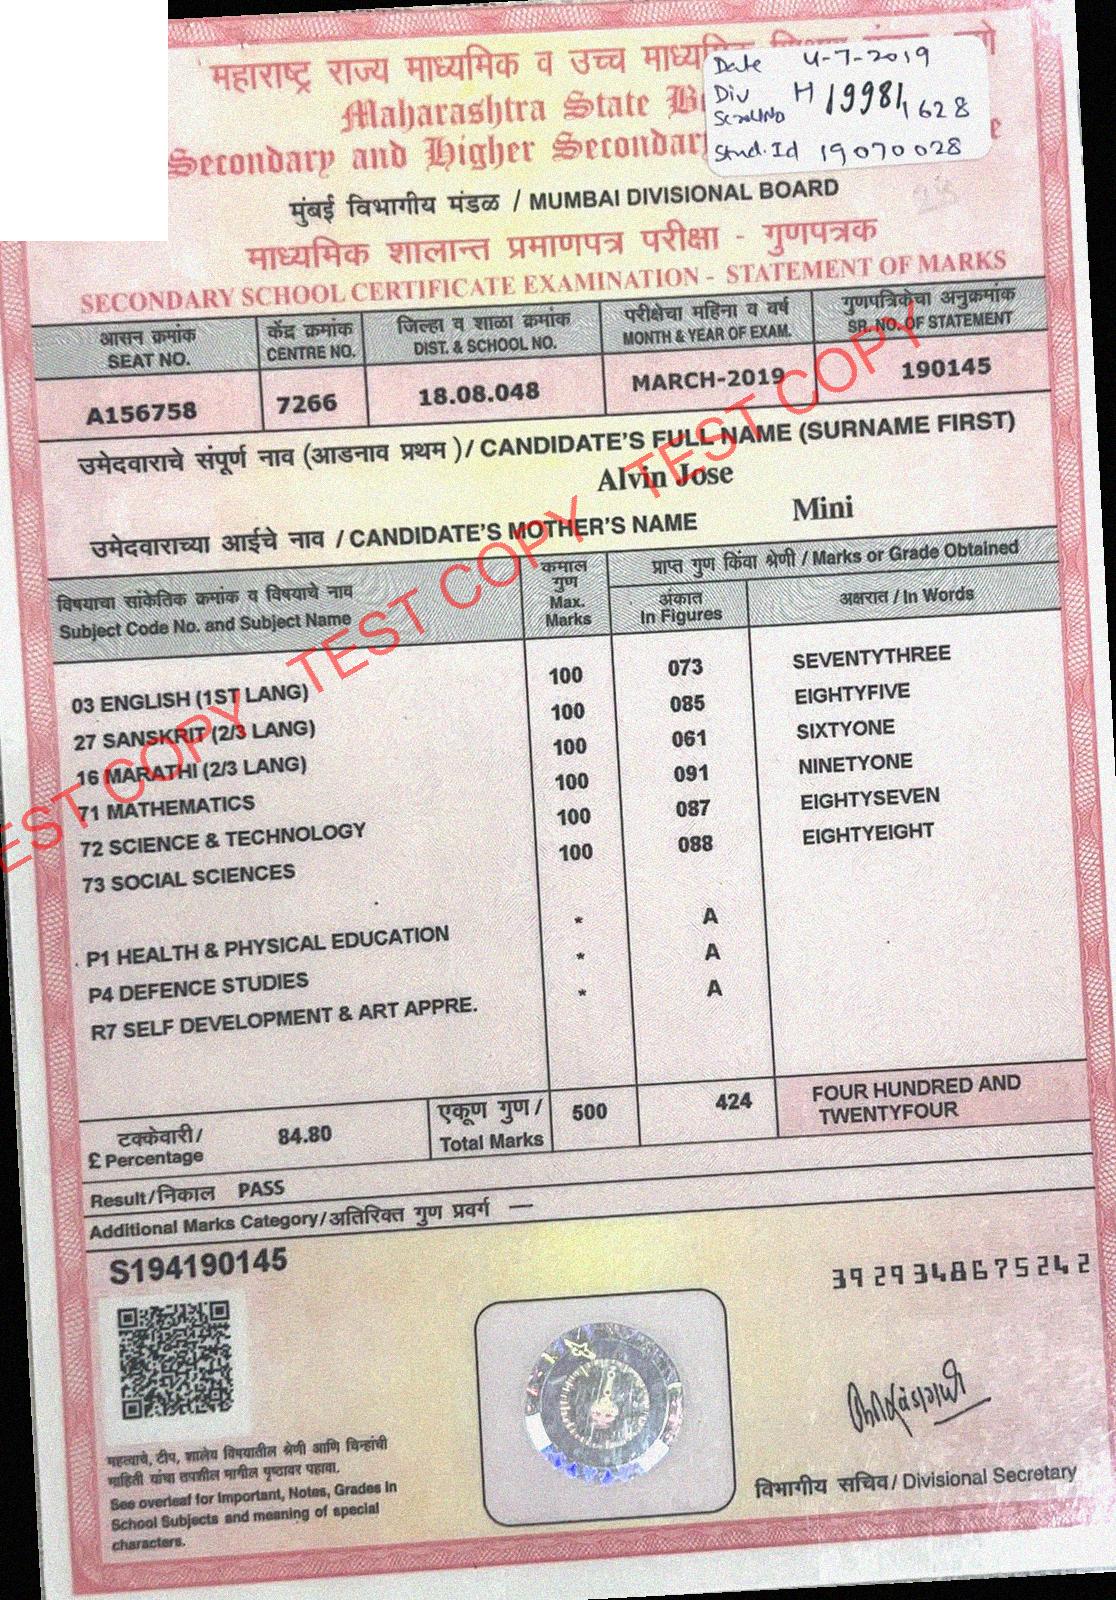 महाराष्ट्र राज्य माध्यमिक व उच्च माध्यमिक
Maharashtra State
Secondary and Higher Secondary
Date 4-7-2019
Div H 19981, 628
Scroll No
Stud. Id 19070028
मुंबई विभागीय मंडळ / MUMBAI DIVISIONAL BOARD
माध्यमिक शालान्त प्रमाणपत्र परीक्षा - गुणपत्रक
SECONDARY SCHOOL CERTIFICATE EXAMINATION - STATEMENT OF MARKS
आसन क्रमांक केंद्र क्रमांक जिल्हा व शाळा क्रमांक परीक्षेचा महिना व वर्ष गुणपत्रिकेचा अनुक्रमांक
SEAT NO. CENTRE NO. DIST. & SCHOOL NO. MONTH & YEAR OF EXAM. SR. NO. OF STATEMENT
A156758 7266 18.08.048 MARCH-2019 190145
उमेदवाराचे संपूर्ण नाव (आडनाव प्रथम )/ CANDIDATE'S FULL NAME (SURNAME FIRST)
Alvin Jose
उमेदवाराच्या आईचे नाव / CANDIDATE'S MOTHER'S NAME Mini
विषयाचा सांकेतिक क्रमांक व विषयाचे नाव कमाल गुण प्राप्त गुण किंवा श्रेणी / Marks or Grade Obtained
Subject Code No. and Subject Name Max. Marks अंकात In Figures अक्षरात / In Words
03 ENGLISH (1ST LANG) 100 073 SEVENTYTHREE
27 SANSKRIT (2/3 LANG) 100 085 EIGHTYFIVE
16 MARATHI (2/3 LANG) 100 061 SIXTYONE
71 MATHEMATICS 100 091 NINETYONE
72 SCIENCE & TECHNOLOGY 100 087 EIGHTYSEVEN
73 SOCIAL SCIENCES 100 088 EIGHTYEIGHT
P1 HEALTH & PHYSICAL EDUCATION * A
P4 DEFENCE STUDIES * A
R7 SELF DEVELOPMENT & ART APPRE. * A
टक्केवारी/ 84.80 एकूण गुण / 500 424 FOUR HUNDRED AND
£ Percentage Total Marks TWENTYFOUR
Result/निकाल PASS
Additional Marks Category/अतिरिक्त गुण प्रवर्ग —
S194190145
3929348675242
महत्वाचे, टीप, शालेय विषयातील श्रेणी आणि चिन्हांची
माहिती यांचा तपशील मागील पृष्ठावर पहावा.
See overleaf for Important, Notes, Grades in
School Subjects and meaning of special
characters.
विभागीय सचिव/ Divisional Secretary
TEST COPY TEST COPY TEST COPY TEST COPY